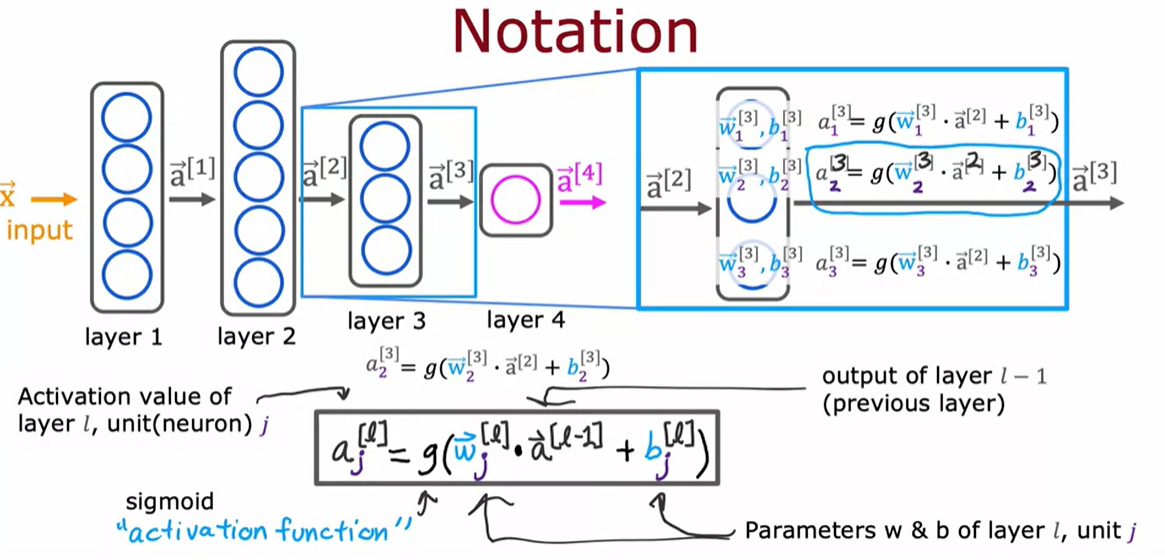 Notation
x⃗
input
a⃗[1]
a⃗[2]
a⃗[3]
a⃗[4]
layer 1
layer 2
layer 3
layer 4
a⃗[2]
w⃗₁[3], b₁[3] a₁[3] = g(w⃗₁[3] · a⃗[2] + b₁[3])
w⃗₂[3], b₂[3] a₂[3] = g(w⃗₂[3] · a⃗[2] + b₂[3])
w⃗₃[3], b₃[3] a₃[3] = g(w⃗₃[3] · a⃗[2] + b₃[3])
a⃗[3]
a₂[3] = g(w⃗₂[3] · a⃗[2] + b₂[3])
Activation value of
layer l, unit(neuron) j
output of layer l − 1
(previous layer)
aⱼ[l] = g(w⃗ⱼ[l] · a⃗[l-1] + bⱼ[l])
sigmoid
"activation function"
Parameters w & b of layer l, unit j